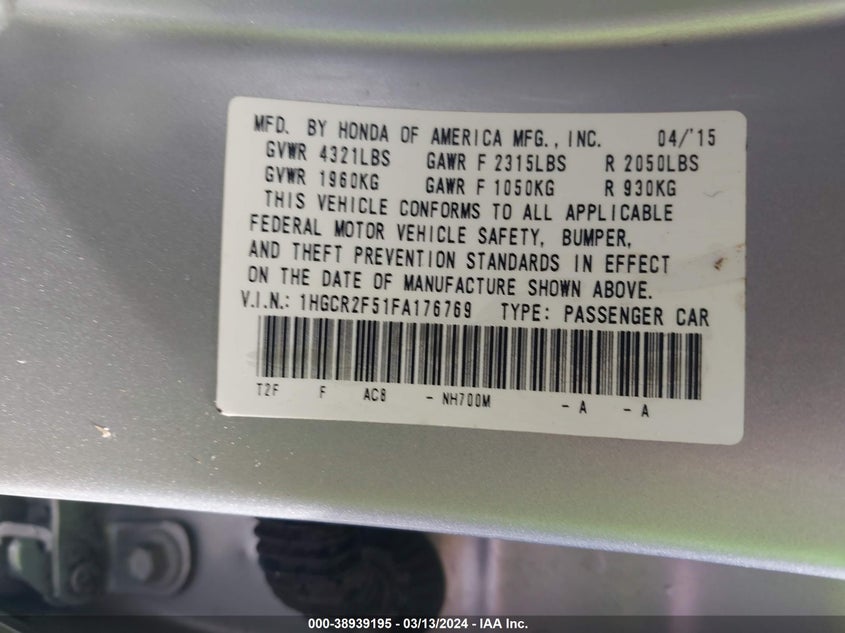 MFD. BY HONDA OF AMERICA MFG., INC. 04/'15
GVWR 4321LBS GAWR F 2315LBS R 2050LBS
GVWR 1960KG GAWR F 1050KG R 930KG
THIS VEHICLE CONFORMS TO ALL APPLICABLE
FEDERAL MOTOR VEHICLE SAFETY, BUMPER,
AND THEFT PREVENTION STANDARDS IN EFFECT
ON THE DATE OF MANUFACTURE SHOWN ABOVE.
V.I.N.: 1HGCR2F51FA176769 TYPE: PASSENGER CAR
T2F F AC8 - NH700M - A - A
000-38939195 - 03/13/2024 - IAA Inc.